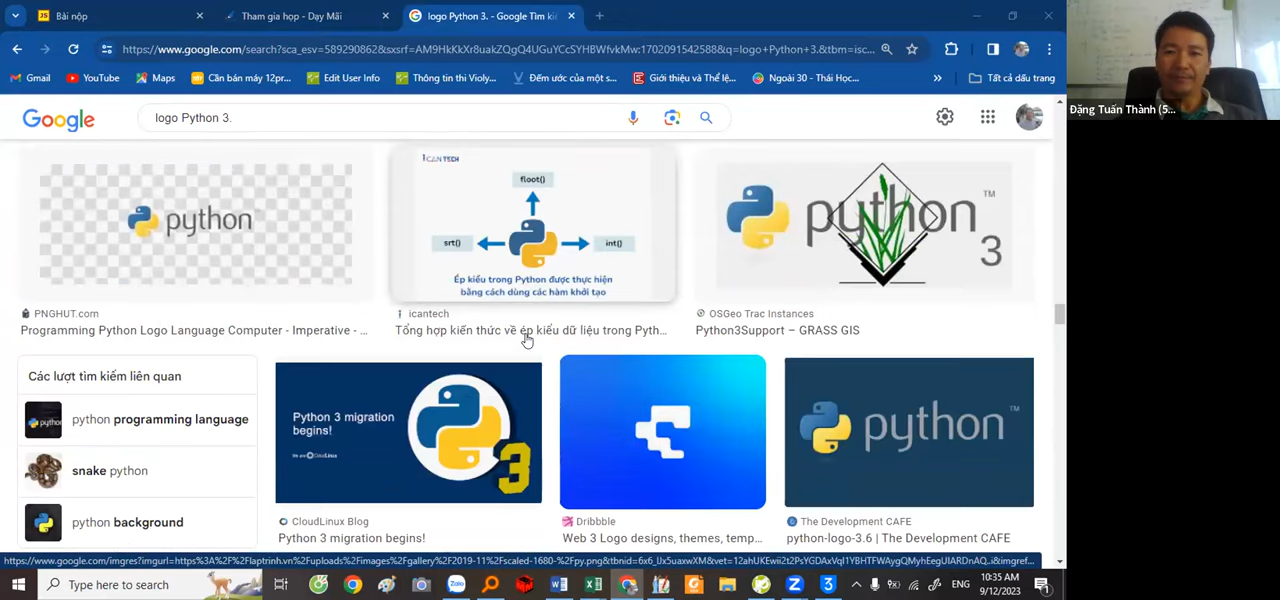 Bài nộp
Tham gia họp - Dạy Mãi
logo Python 3. - Google Tìm ki
https://www.google.com/search?sca_esv=589290862&sxsrf=AM9HkKkXr8uakZQgQ4UGuYCcSYHBWfvkMw:1702091542588&q=logo+Python+3.&tbm=isc...
Gmail
YouTube
Maps
Căn bán máy 12pr...
Edit User Info
Thông tin thi Violy...
Đếm ước của một s...
Giới thiệu và Thể lệ...
Ngoài 30 - Thái Học...
»
Tất cả dấu trang
Đặng Tuấn Thành (5...
Google
logo Python 3.
python
ICANTECH
floot()
srt()
int()
Ép kiểu trong Python được thực hiện
bằng cách dùng các hàm khởi tạo
python
TM
3
PNGHUT.com
Programming Python Logo Language Computer - Imperative - ...
icantech
Tổng hợp kiến thức về ép kiểu dữ liệu trong Pyth...
OSGeo Trac Instances
Python3Support – GRASS GIS
Các lượt tìm kiếm liên quan
python programming language
snake python
python background
Python 3 migration
begins!
3
CloudLinux Blog
Python 3 migration begins!
Dribbble
Web 3 Logo designs, themes, temp...
python
TM
The Development CAFE
python-logo-3.6 | The Development CAFE
Type here to search
ENG
10:35 AM
9/12/2023